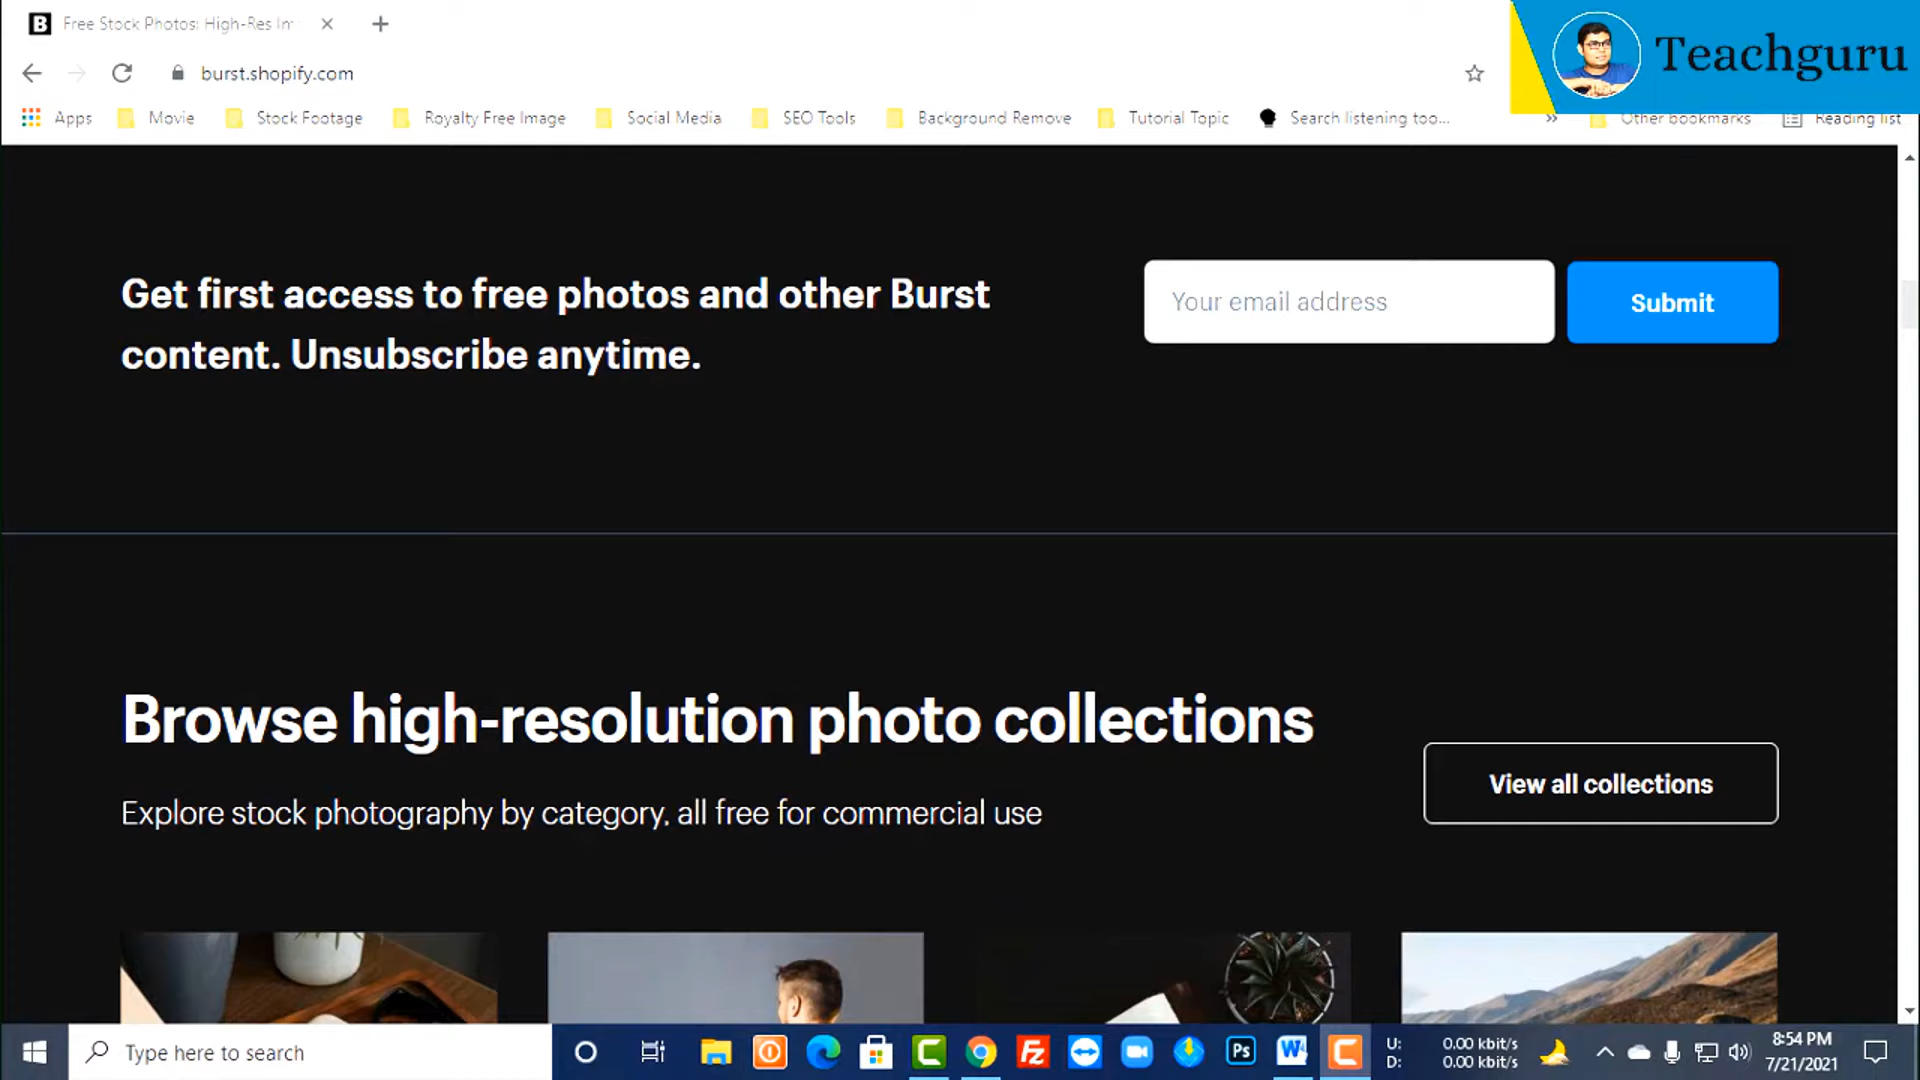 B Free Stock Photos: High-Res Im
Teachguru
burst.shopify.com
Apps Movie Stock Footage Royalty Free Image Social Media SEO Tools Background Remove Tutorial Topic Search listening too... » Other bookmarks Reading list
Get first access to free photos and other Burst
content. Unsubscribe anytime.
Your email address
Submit
Browse high-resolution photo collections
View all collections
Explore stock photography by category, all free for commercial use
Type here to search
Fz
Ps
W
U: 0.00 kbit/s
D: 0.00 kbit/s
8:54 PM
7/21/2021